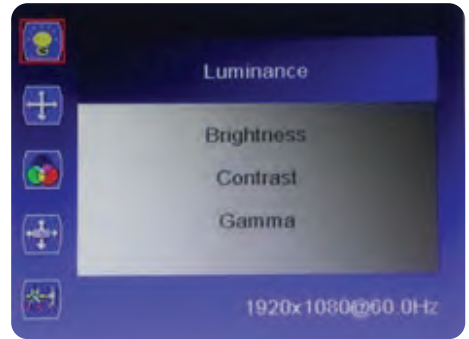 Luminance
Brightness
Contrast
Gamma
1920x1080@60.0Hz